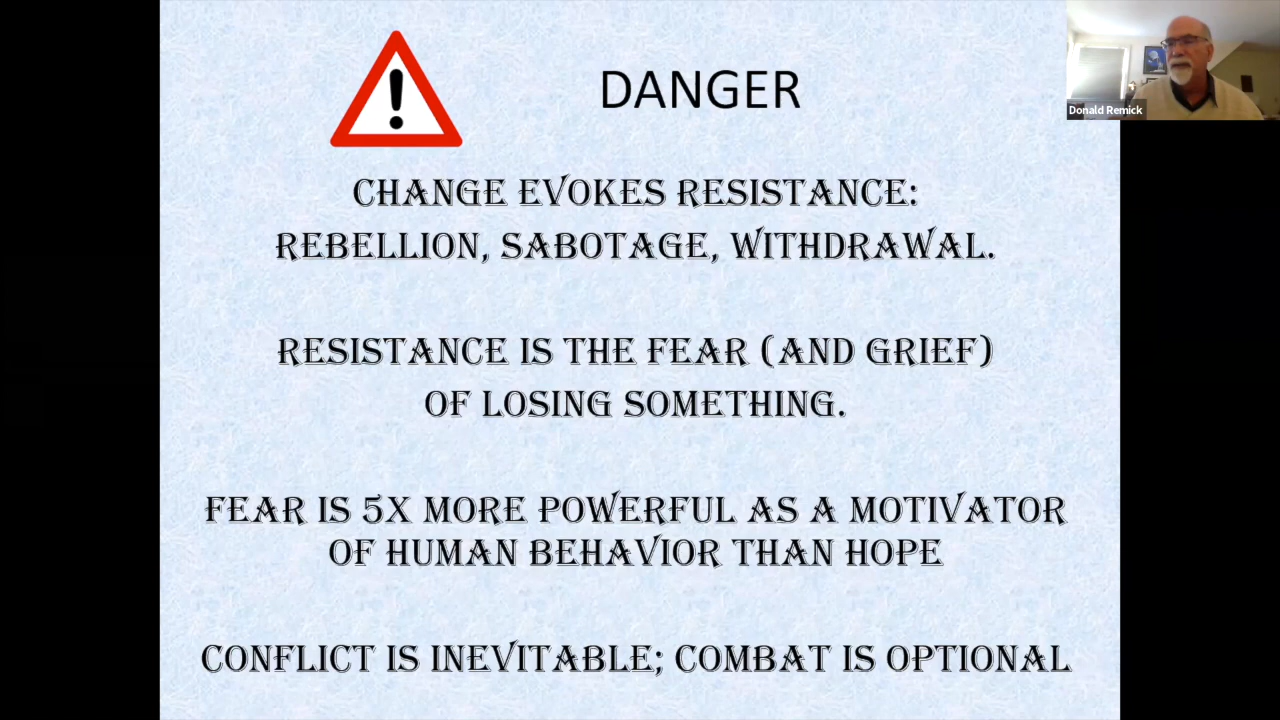 DANGER
CHANGE EVOKES RESISTANCE:
REBELLION, SABOTAGE, WITHDRAWAL.
RESISTANCE IS THE FEAR (AND GRIEF)
OF LOSING SOMETHING.
FEAR IS 5X MORE POWERFUL AS A MOTIVATOR
OF HUMAN BEHAVIOR THAN HOPE
CONFLICT IS INEVITABLE; COMBAT IS OPTIONAL
Donald Remick